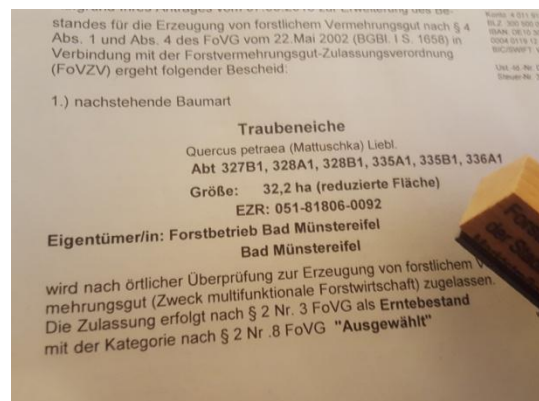 standes für die Erzeugung von forstlichem Vermehrungsgut nach § 4
Abs. 1 und Abs. 4 des FoVG vom 22.Mai 2002 (BGBl. I S. 1658) in
Verbindung mit der Forstvermehrungsgut-Zulassungsverordnung
(FoVZV) ergeht folgender Bescheid:
1.) nachstehende Baumart
Traubeneiche
Quercus petraea (Mattuschka) Liebl.
Abt 327B1, 328A1, 328B1, 335A1, 335B1, 336A1
Größe: 32,2 ha (reduzierte Fläche)
EZR: 051-81806-0092
Eigentümer/in: Forstbetrieb Bad Münstereifel
Bad Münstereifel
wird nach örtlicher Überprüfung zur Erzeugung von forstlichem
mehrungsgut (Zweck multifunktionale Forstwirtschaft) zugelassen.
Die Zulassung erfolgt nach § 2 Nr. 3 FoVG als Erntebestand
mit der Kategorie nach § 2 Nr .8 FoVG "Ausgewählt"